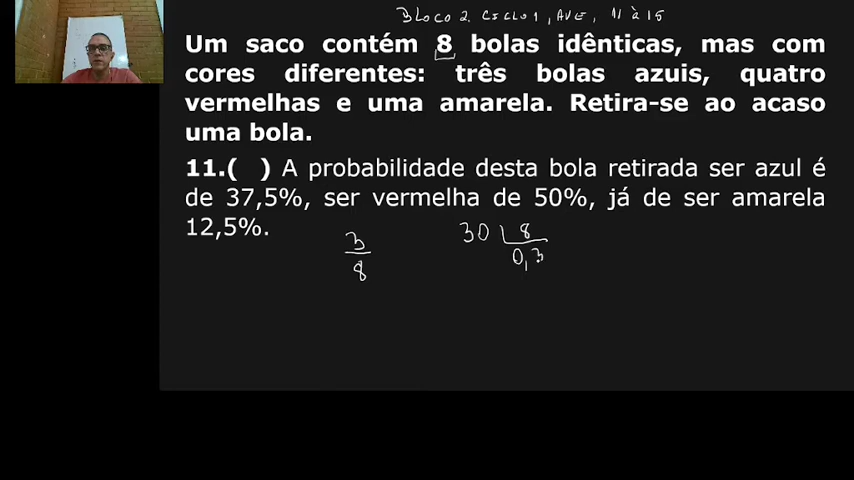 BLOCO 2. CICLO 1, AVE, 11 à 15
Um saco contém 8 bolas idênticas, mas com
cores diferentes: três bolas azuis, quatro
vermelhas e uma amarela. Retira-se ao acaso
uma bola.
11.( ) A probabilidade desta bola retirada ser azul é
de 37,5%, ser vermelha de 50%, já de ser amarela
12,5%.
3
8
30 8
0,3